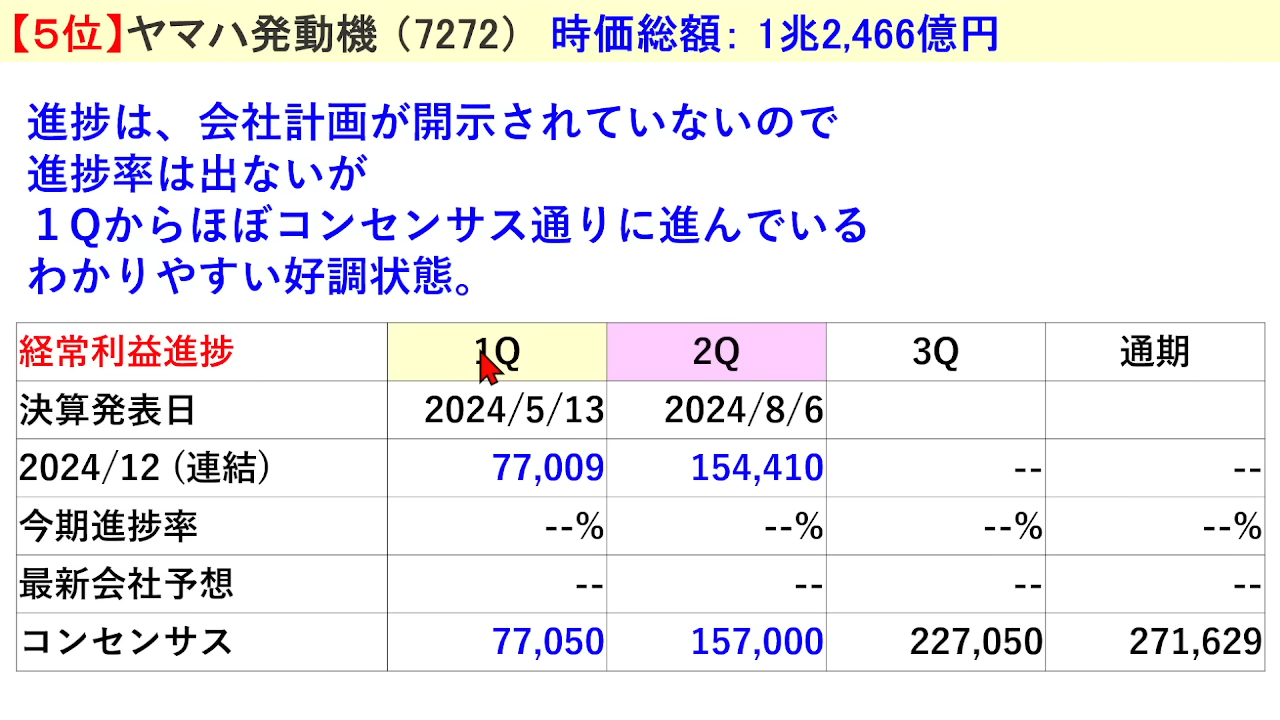 【５位】ヤマハ発動機（7272） 時価総額： 1兆2,466億円
進捗は、会社計画が開示されていないので
進捗率は出ないが
１Qからほぼコンセンサス通りに進んでいる
わかりやすい好調状態。
経常利益進捗 1Q 2Q 3Q 通期
決算発表日 2024/5/13 2024/8/6
2024/12 (連結) 77,009 154,410 -- --
今期進捗率 --% --% --% --%
最新会社予想 -- -- -- --
コンセンサス 77,050 157,000 227,050 271,629